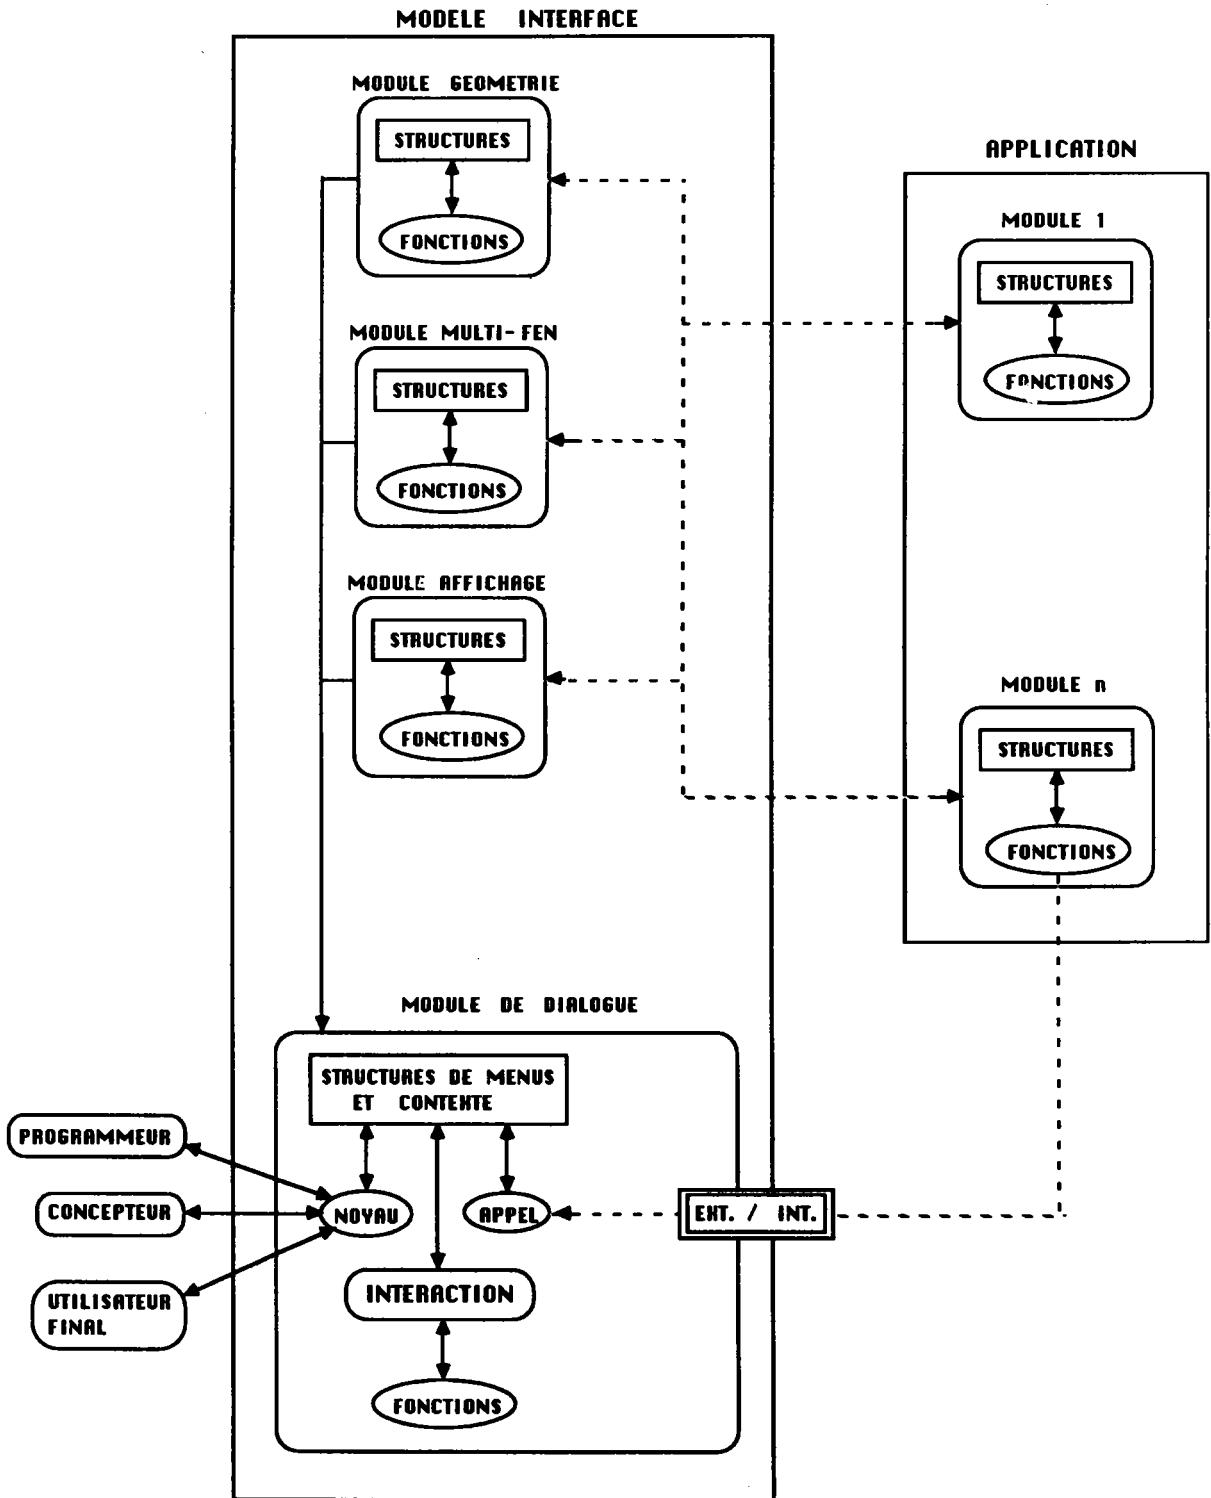 MODELE INTERFACE
MODULE GEOMETRIE
STRUCTURES
FONCTIONS
MODULE MULTI-FEN
STRUCTURES
FONCTIONS
MODULE AFFICHAGE
STRUCTURES
FONCTIONS
APPLICATION
MODULE 1
STRUCTURES
FONCTIONS
MODULE n
STRUCTURES
FONCTIONS
MODULE DE DIALOGUE
STRUCTURES DE MENUS
ET CONTEXTE
PROGRAMMEUR
CONCEPTEUR
UTILISATEUR
FINAL
NOYAU
APPEL
EXT. / INT.
INTERACTION
FONCTIONS